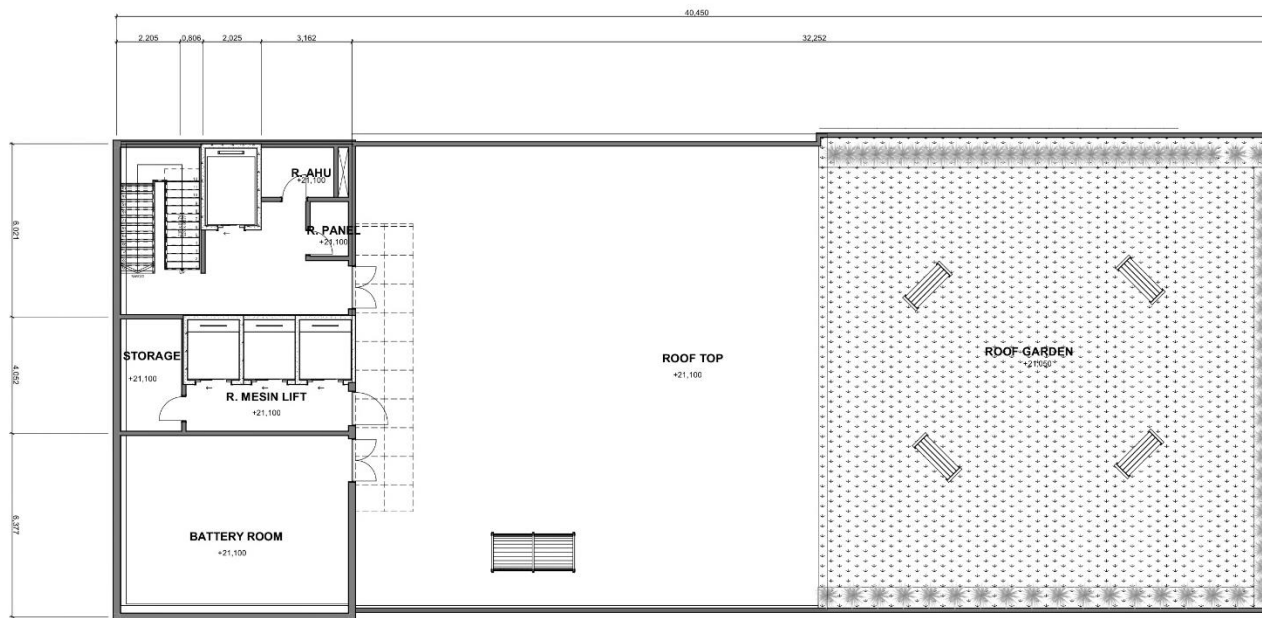 40,450
2,205 0,806 2,025 3,162 32,252
R. AHU
+21,100
R. PANEL
+21,100
6,021
STORAGE
+21,100
4,052
R. MESIN LIFT
+21,100
ROOF TOP
+21,100
ROOF GARDEN
+21,050
BATTERY ROOM
+21,100
6,377